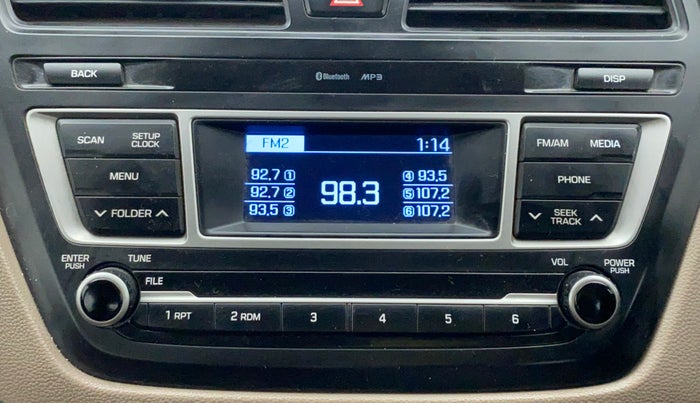 BACK
Bluetooth MP3
DISP
SCAN
SETUP CLOCK
MENU
FOLDER
FM2 1:14
92.7 1
92.7 2
93.5 3
98.3
4 93.5
5 107.2
6 107.2
FM/AM
MEDIA
PHONE
SEEK TRACK
ENTER PUSH
TUNE
FILE
VOL
POWER PUSH
1 RPT
2 RDM
3
4
5
6